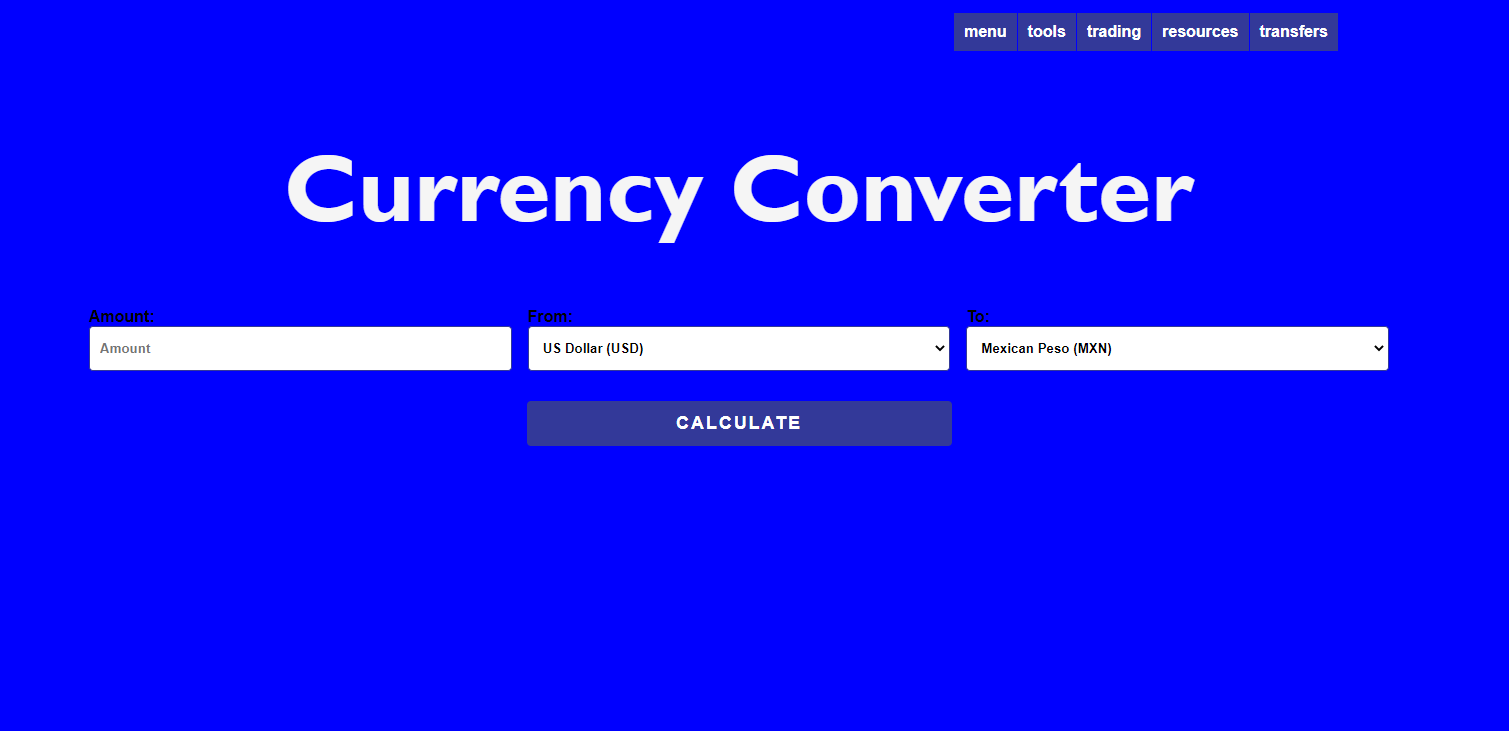 menu tools trading resources transfers
Currency Converter
Amount: From: To:
Amount US Dollar (USD) Mexican Peso (MXN)
CALCULATE